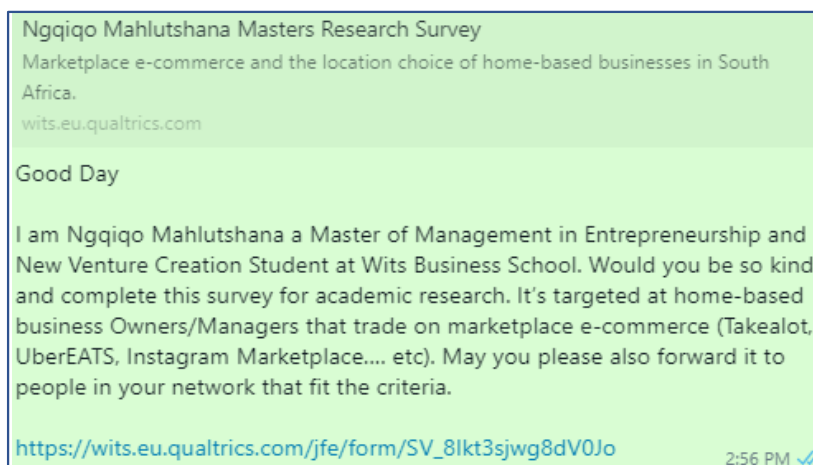 Ngqiqo Mahlutshana Masters Research Survey
Marketplace e-commerce and the location choice of home-based businesses in South
Africa.
wits.eu.qualtrics.com
Good Day
I am Ngqiqo Mahlutshana a Master of Management in Entrepreneurship and
New Venture Creation Student at Wits Business School. Would you be so kind
and complete this survey for academic research. It's targeted at home-based
business Owners/Managers that trade on marketplace e-commerce (Takealot,
UberEATS, Instagram Marketplace.... etc). May you please also forward it to
people in your network that fit the criteria.
https://wits.eu.qualtrics.com/jfe/form/SV_8Ikt3sjwg8dV0Jo
2:56 PM